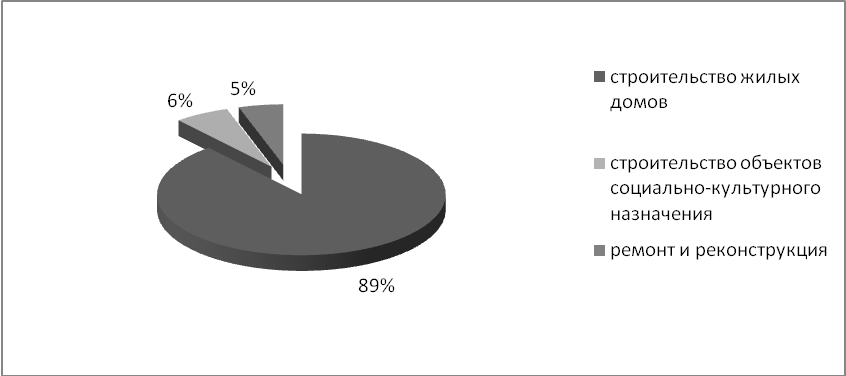 5%
6%
89%
строительство жилых
домов
строительство объектов
социально-культурного
назначения
ремонт и реконструкция